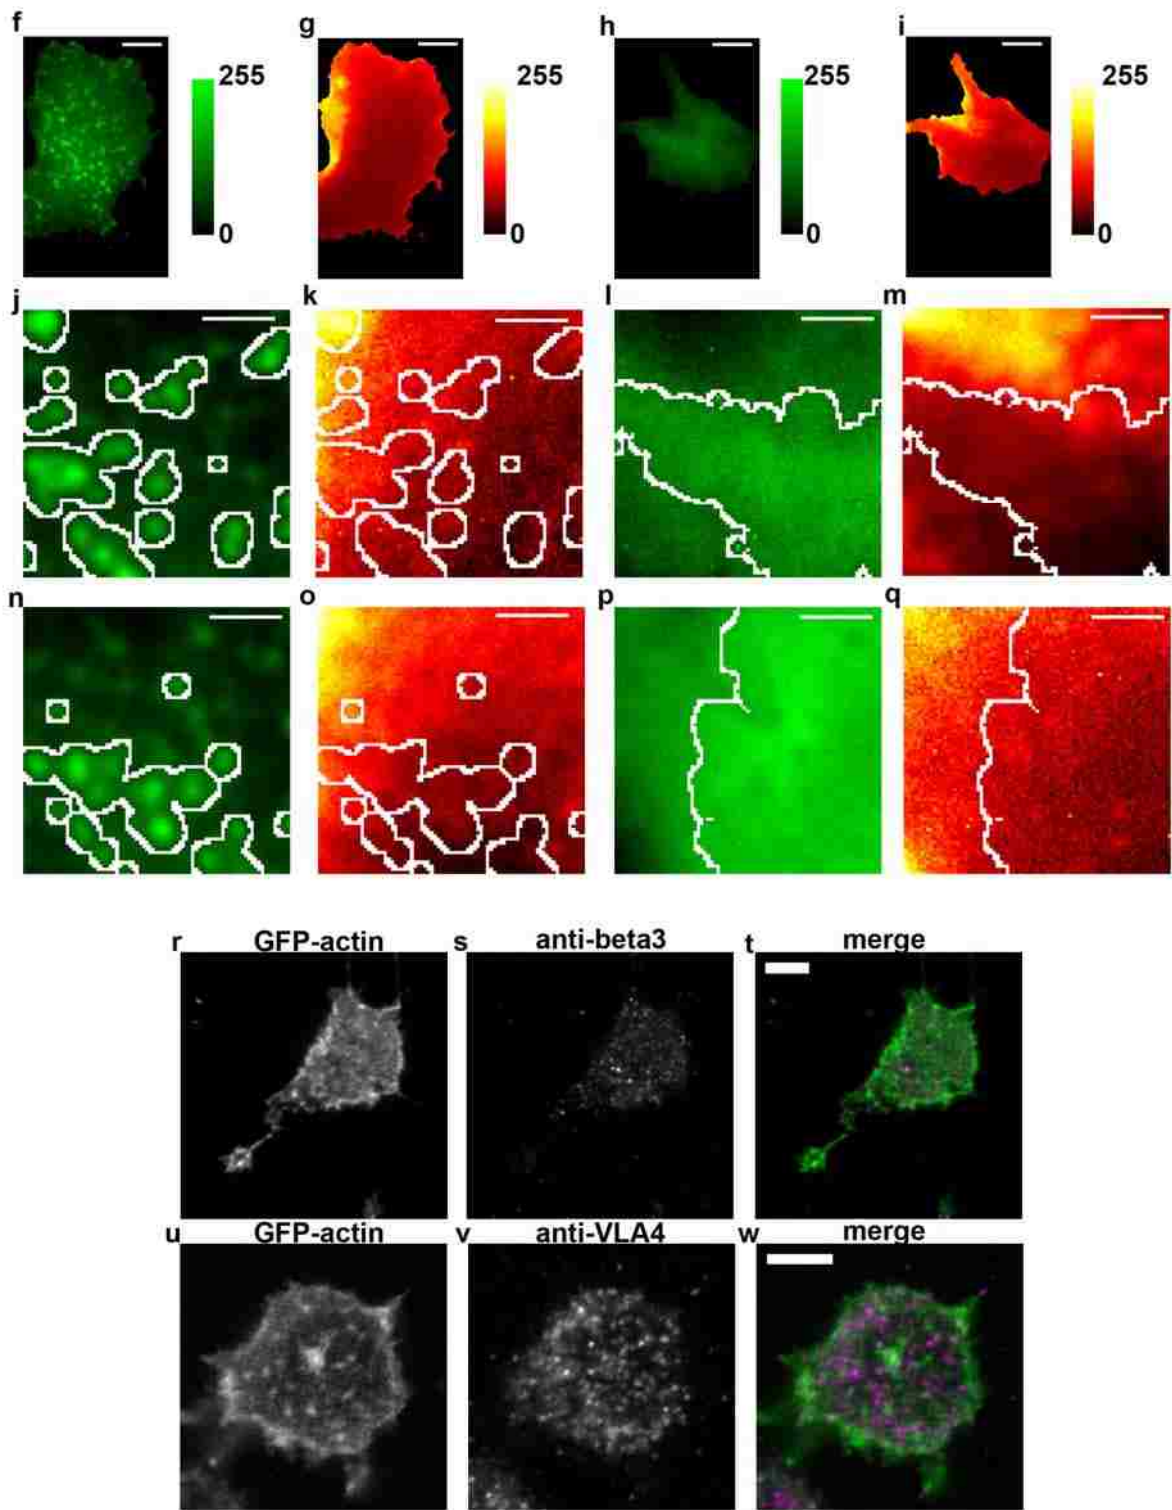 f g h i
255 255 255 255
0 0 0 0
j k l m
n o p q
r GFP-actin s anti-beta3 t merge
u GFP-actin v anti-VLA4 w merge